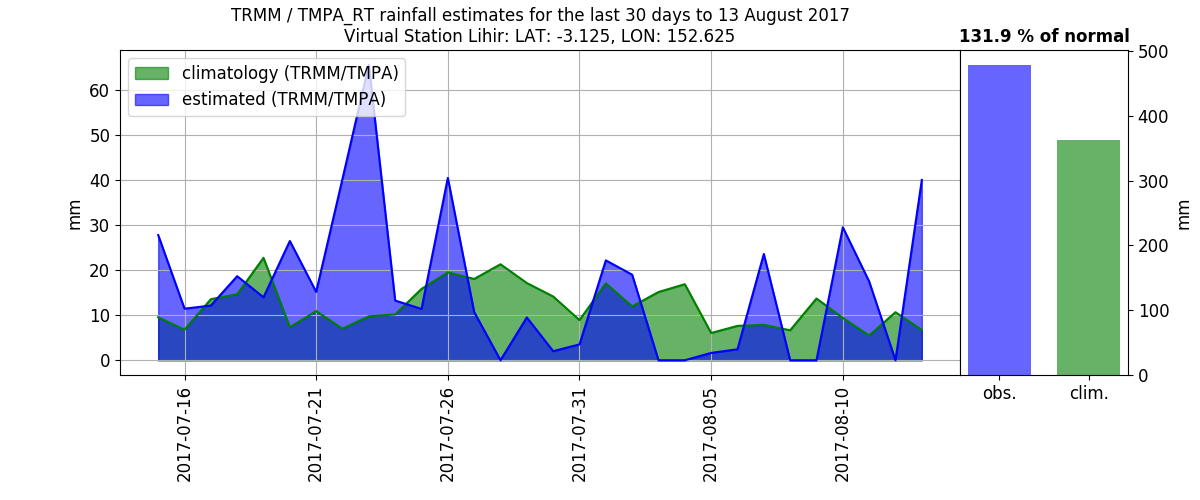 TRMM / TMPA_RT rainfall estimates for the last 30 days to 13 August 2017
Virtual Station Lihir: LAT: -3.125, LON: 152.625
131.9 % of normal
climatology (TRMM/TMPA)
estimated (TRMM/TMPA)
60
50
40
30
20
10
0
mm
2017-07-16
2017-07-21
2017-07-26
2017-07-31
2017-08-05
2017-08-10
500
400
300
200
100
0
mm
obs.
clim.